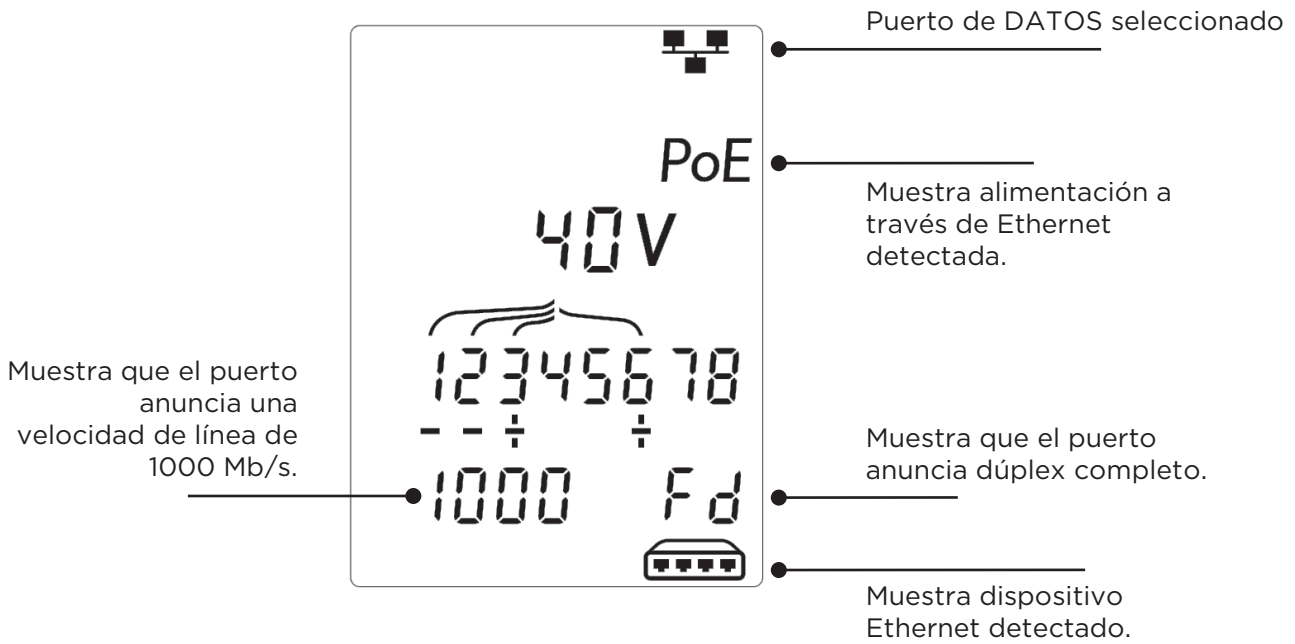 Puerto de DATOS seleccionado
PoE
Muestra alimentación a
través de Ethernet
detectada.
40 V
12345678
- - ÷ ÷
Muestra que el puerto
anuncia una
velocidad de línea de
1000 Mb/s.
1000 Fd
Muestra que el puerto
anuncia dúplex completo.
Muestra dispositivo
Ethernet detectado.